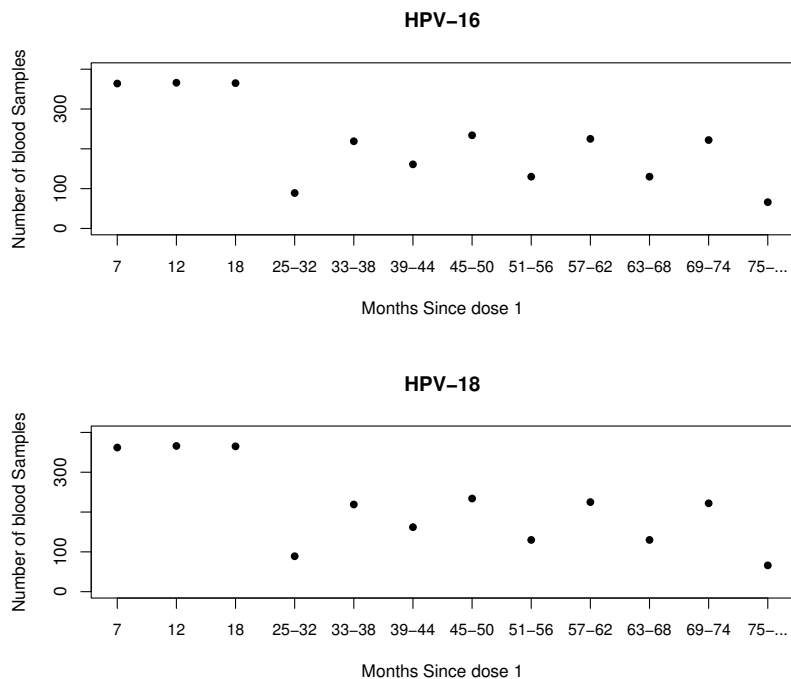 HPV−16
Number of blood Samples
300
100
0
7 12 18 25−32 33−38 39−44 45−50 51−56 57−62 63−68 69−74 75−...
Months Since dose 1
HPV−18
Number of blood Samples
300
100
0
7 12 18 25−32 33−38 39−44 45−50 51−56 57−62 63−68 69−74 75−...
Months Since dose 1